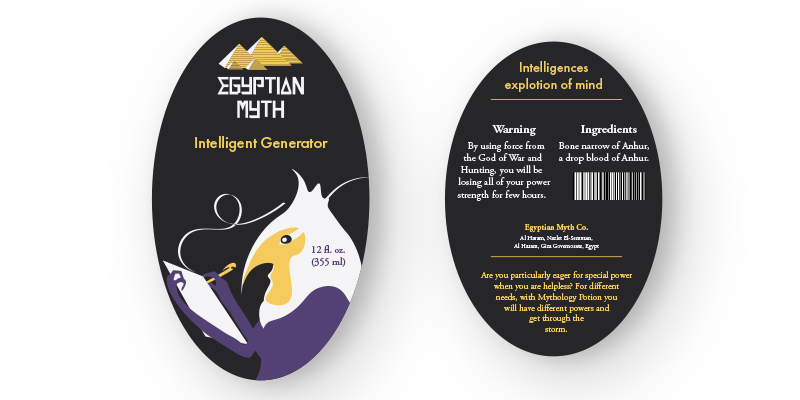 EGYPTIAN
MYTH
Intelligent Generator
12 fl. oz.
(355 ml)
Intelligences
explotion of mind
Warning
By using force from
the God of War and
Hunting, you will be
losing all of your power
strength for few hours.
Ingredients
Bone narrow of Anhur,
a drop blood of Anhur.
Egyptian Myth Co.
Al Haram, Nazlet El-Semman,
Al Haram, Giza Governorate, Egypt
Are you particularly eager for special power
when you are helpless? For different
needs, with Mythology Potion you
will have different powers and
get through the
storm.